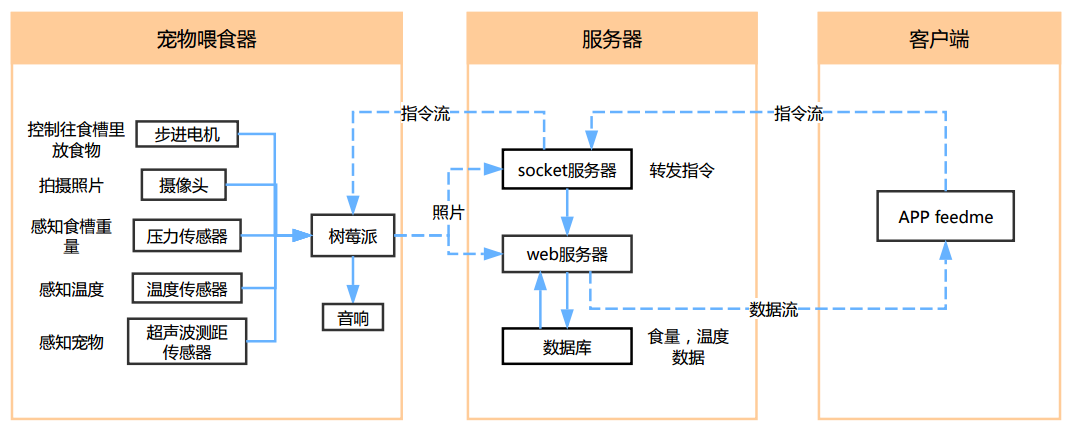 宠物喂食器
服务器
客户端
控制往食槽里
放食物
步进电机
拍摄照片
摄像头
感知食槽重
量
压力传感器
感知温度
温度传感器
感知宠物
超声波测距
传感器
树莓派
音响
指令流
照片
socket服务器
转发指令
web服务器
数据库
食量，温度
数据
指令流
数据流
APP feedme